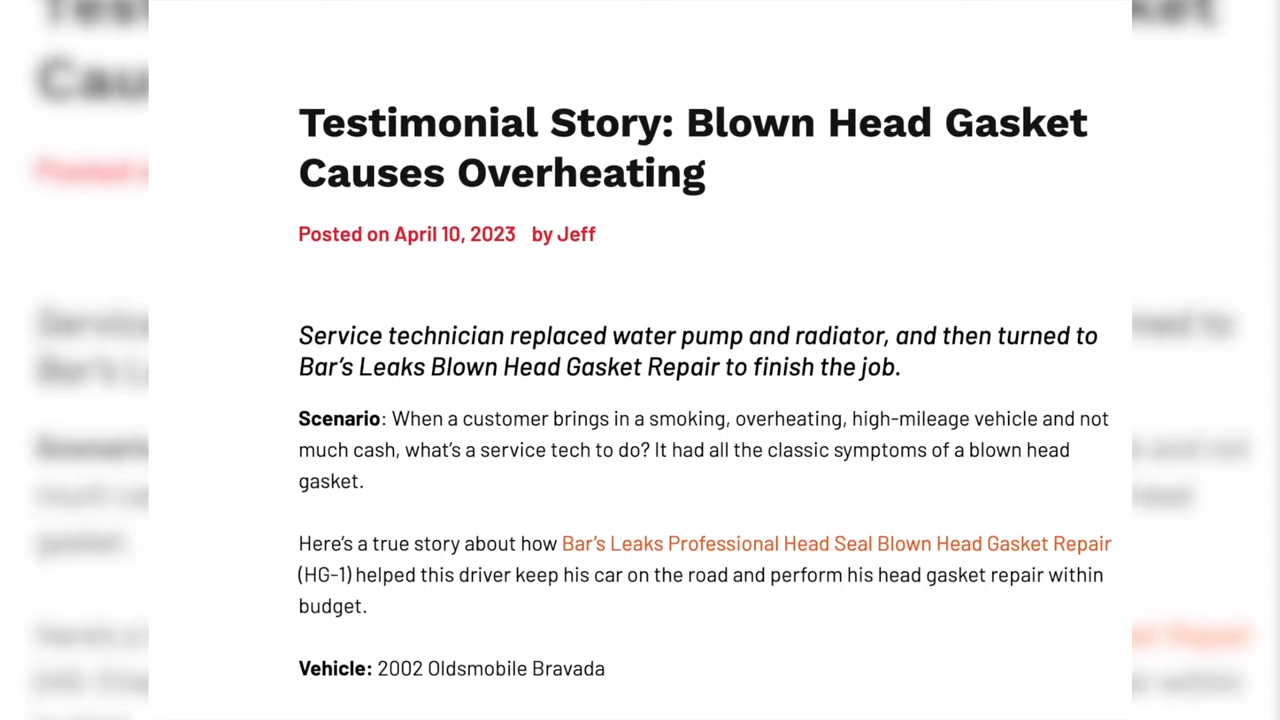 Testimonial Story: Blown Head Gasket
Causes Overheating
Posted on April 10, 2023 by Jeff
Service technician replaced water pump and radiator, and then turned to
Bar's Leaks Blown Head Gasket Repair to finish the job.
Scenario: When a customer brings in a smoking, overheating, high-mileage vehicle and not
much cash, what's a service tech to do? It had all the classic symptoms of a blown head
gasket.
Here's a true story about how Bar's Leaks Professional Head Seal Blown Head Gasket Repair
(HG-1) helped this driver keep his car on the road and perform his head gasket repair within
budget.
Vehicle: 2002 Oldsmobile Bravada